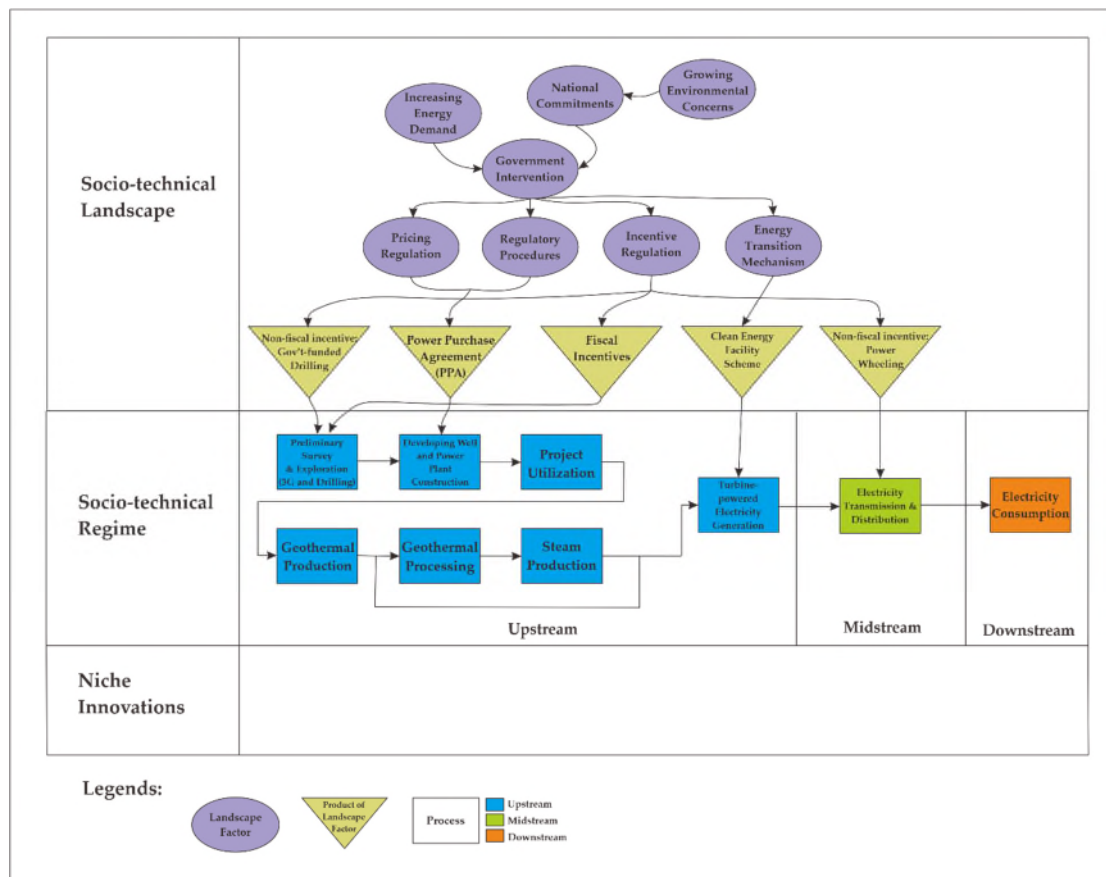 Growing
Environmental
Concerns
National
Commitments
Increasing
Energy
Demand
Government
Intervention
Socio-technical
Landscape
Pricing
Regulation
Regulatory
Procedures
Incentive
Regulation
Energy
Transition
Mechanism
Non-fiscal incentive:
Gov't-funded
Drilling
Power Purchase
Agreement
(PPA)
Fiscal
Incentives
Clean Energy
Facility
Scheme
Non-fiscal incentive:
Power
Wheeling
Socio-technical
Regime
Preliminary
Survey
& Exploration
(3G and Drilling)
Developing Well
and Power
Plant
Construction
Project
Utilization
Turbine-
powered
Electricity
Generation
Electricity
Transmission &
Distribution
Electricity
Consumption
Geothermal
Production
Geothermal
Processing
Steam
Production
Upstream
Midstream
Downstream
Niche
Innovations
Legends:
Landscape
Factor
Product of
Landscape
Factor
Process
Upstream
Midstream
Downstream